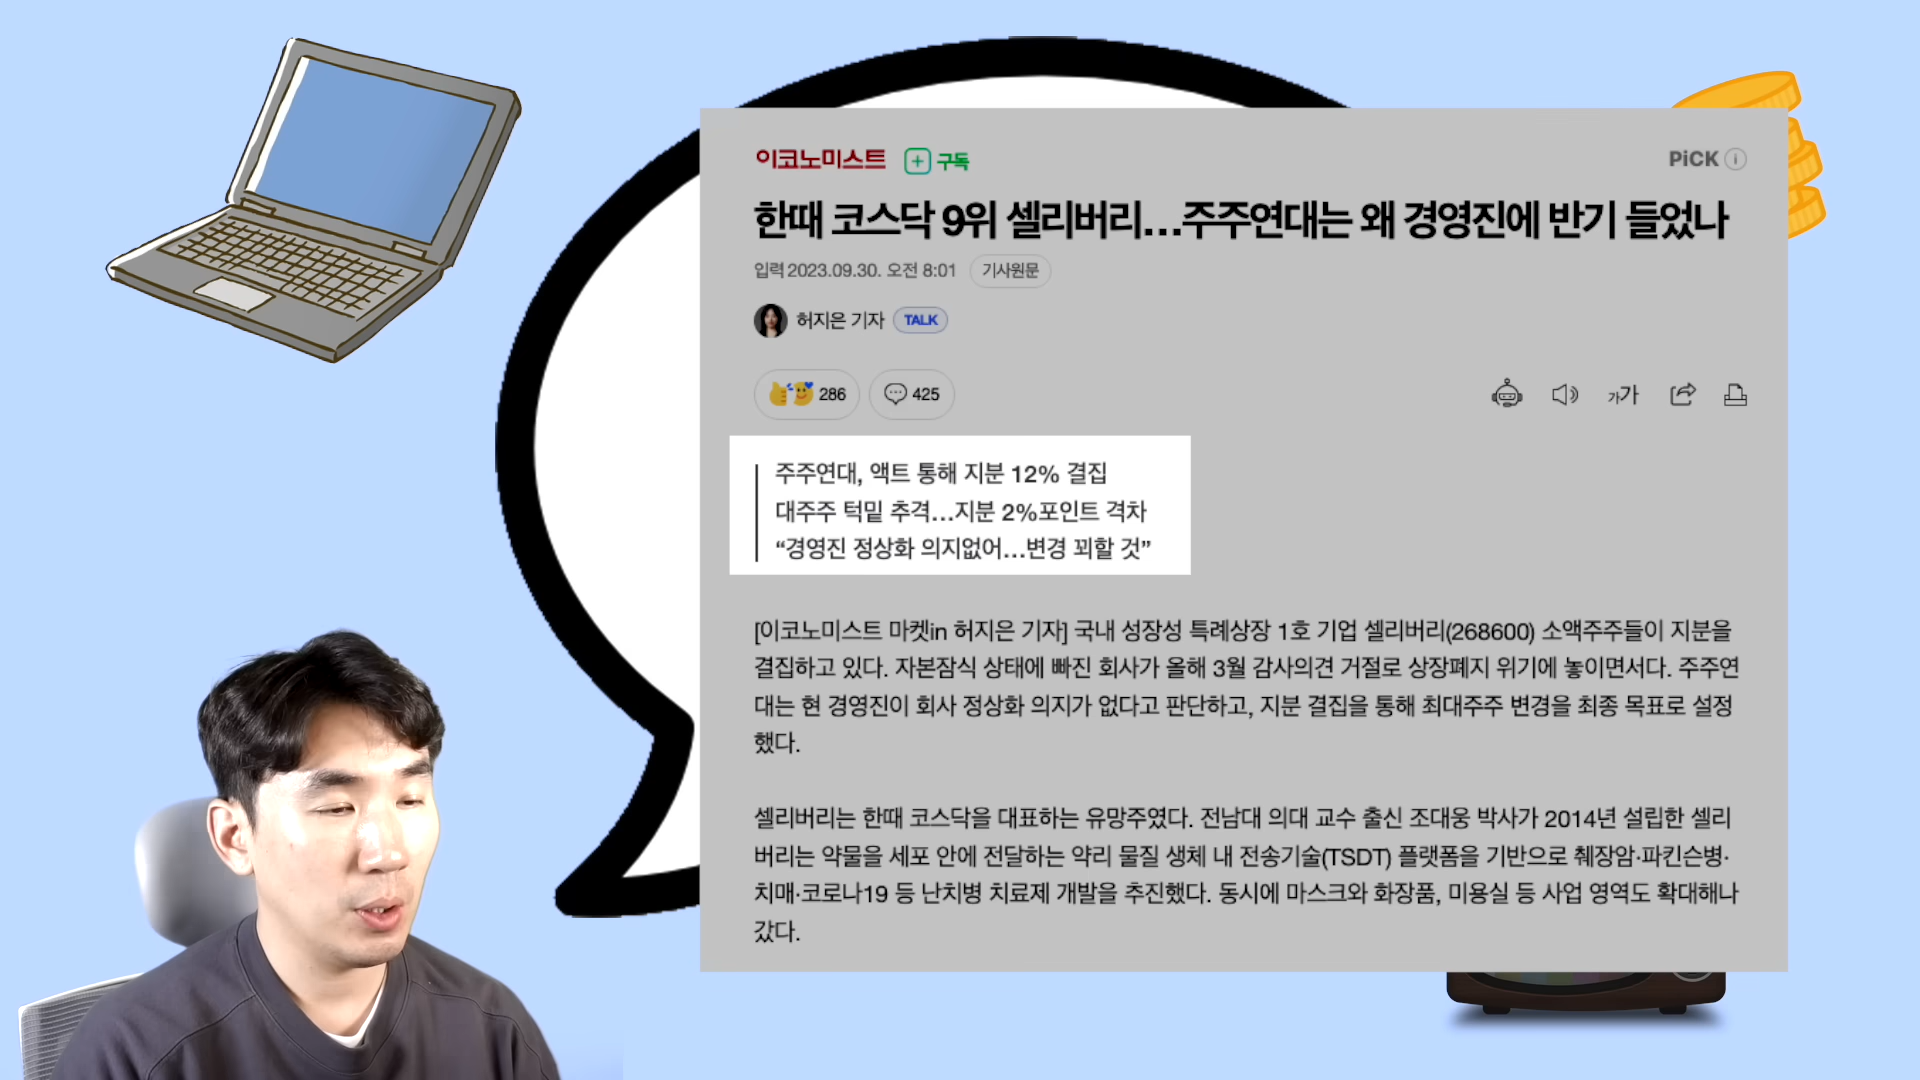 이코노미스트 + 구독
PiCK i
한때 코스닥 9위 셀리버리...주주연대는 왜 경영진에 반기 들었나
입력 2023.09.30. 오전 8:01 기사원문
허지은 기자 TALK
286 425
가가
주주연대, 액트 통해 지분 12% 결집
대주주 턱밑 추격...지분 2%포인트 격차
“경영진 정상화 의지없어...변경 꾀할 것”
[이코노미스트 마켓in 허지은 기자] 국내 성장성 특례상장 1호 기업 셀리버리(268600) 소액주주들이 지분을
결집하고 있다. 자본잠식 상태에 빠진 회사가 올해 3월 감사의견 거절로 상장폐지 위기에 놓이면서다. 주주연
대는 현 경영진이 회사 정상화 의지가 없다고 판단하고, 지분 결집을 통해 최대주주 변경을 최종 목표로 설정
했다.
셀리버리는 한때 코스닥을 대표하는 유망주였다. 전남대 의대 교수 출신 조대웅 박사가 2014년 설립한 셀리
버리는 약물을 세포 안에 전달하는 약리 물질 생체 내 전송기술(TSDT) 플랫폼을 기반으로 췌장암·파킨슨병·
치매·코로나19 등 난치병 치료제 개발을 추진했다. 동시에 마스크와 화장품, 미용실 등 사업 영역도 확대해나
갔다.